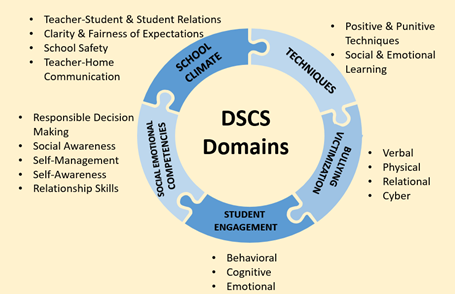 • Teacher-Student & Student Relations
• Clarity & Fairness of Expectations
• School Safety
• Teacher-Home
Communication
• Positive & Punitive
Techniques
• Social & Emotional
Learning
SCHOOL
CLIMATE
TECHNIQUES
DSCS
Domains
• Responsible Decision
Making
• Social Awareness
• Self-Management
• Self-Awareness
• Relationship Skills
SOCIAL EMOTIONAL
COMPETENCIES
BULLYING
VICTIMIZATION
• Verbal
• Physical
• Relational
• Cyber
STUDENT
ENGAGEMENT
• Behavioral
• Cognitive
• Emotional